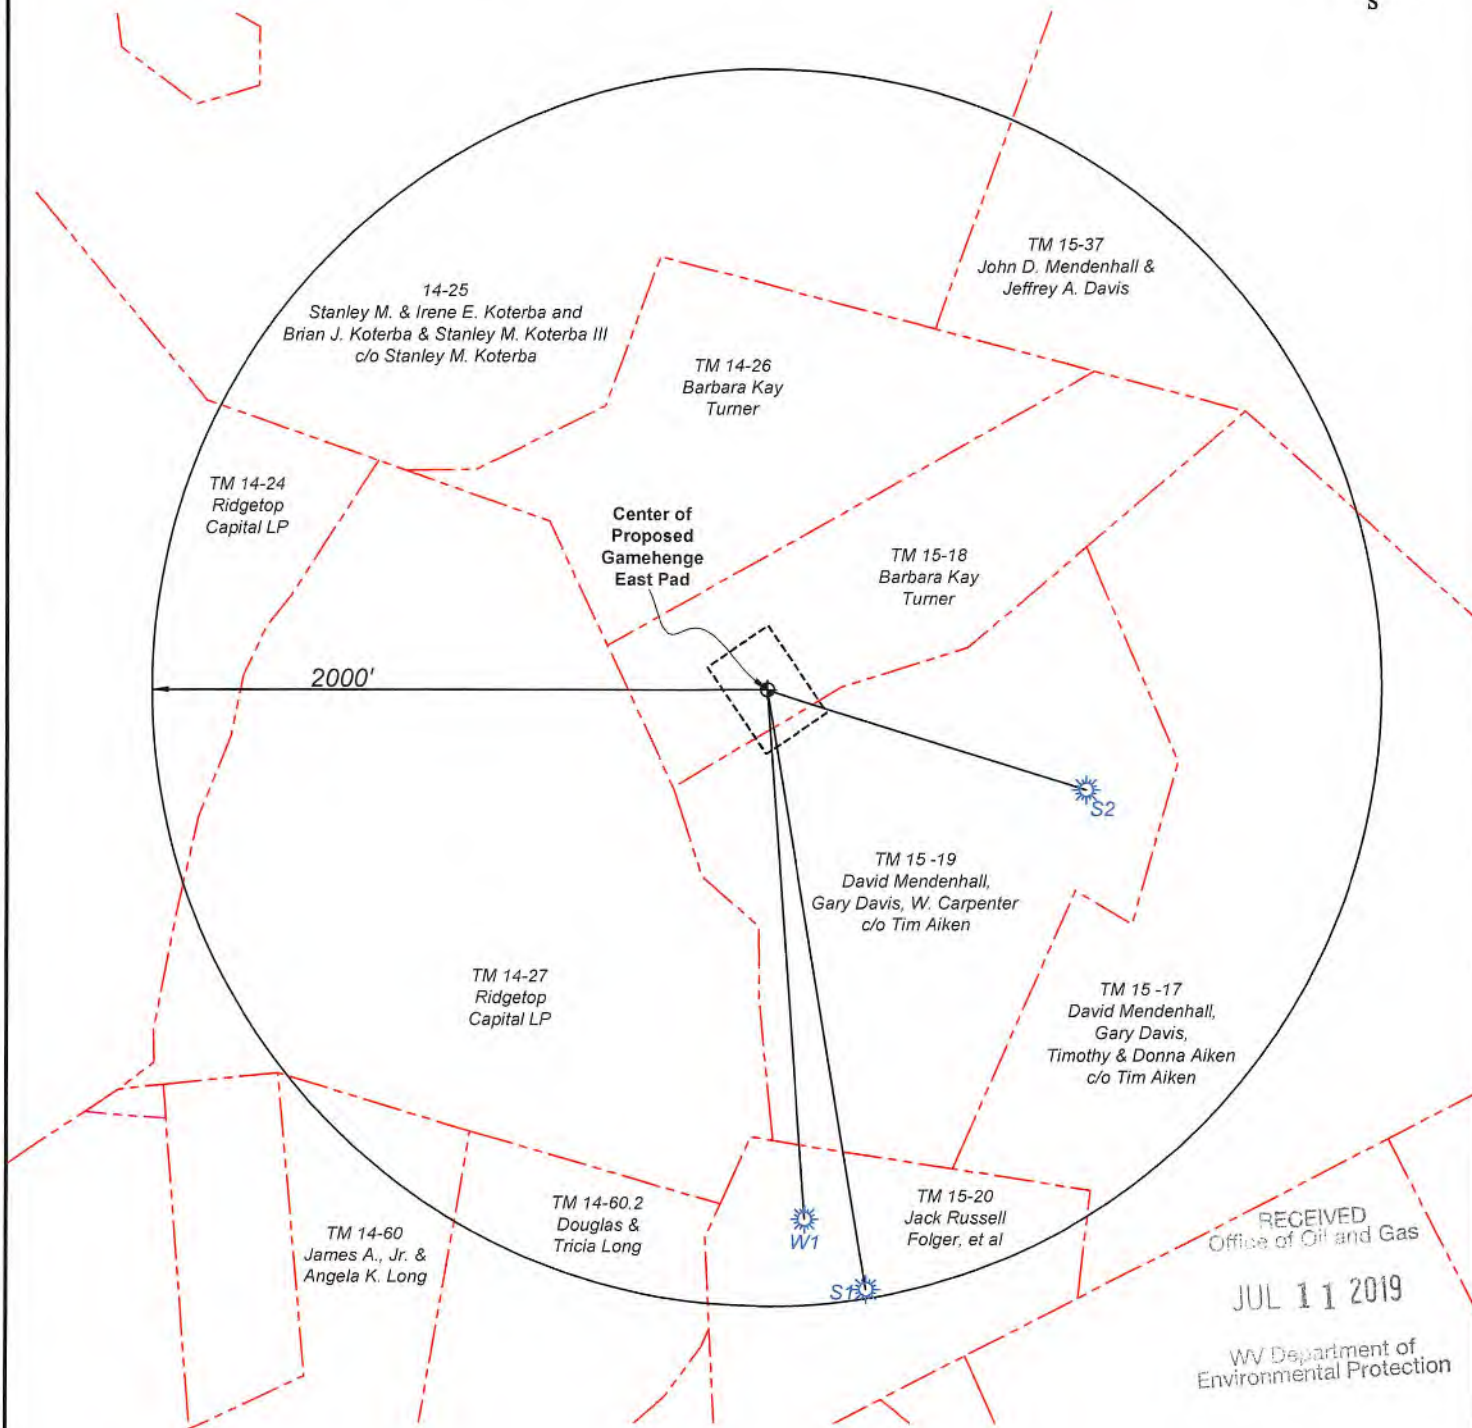 S
TM 15-37
John D. Mendenhall &
Jeffrey A. Davis
14-25
Stanley M. & Irene E. Koterba and
Brian J. Koterba & Stanley M. Koterba III
c/o Stanley M. Koterba
TM 14-26
Barbara Kay
Turner
TM 14-24
Ridgetop
Capital LP
Center of
Proposed
Gamehenge
East Pad
TM 15-18
Barbara Kay
Turner
2000'
S2
TM 15 -19
David Mendenhall,
Gary Davis, W. Carpenter
c/o Tim Aiken
TM 14-27
Ridgetop
Capital LP
TM 15 -17
David Mendenhall,
Gary Davis,
Timothy & Donna Aiken
c/o Tim Aiken
TM 14-60.2
Douglas &
Tricia Long
TM 15-20
Jack Russell
Folger, et al
TM 14-60
James A., Jr. &
Angela K. Long
W1
S1
RECEIVED
Office of Oil and Gas
JUL 11 2019
WV Department of
Environmental Protection